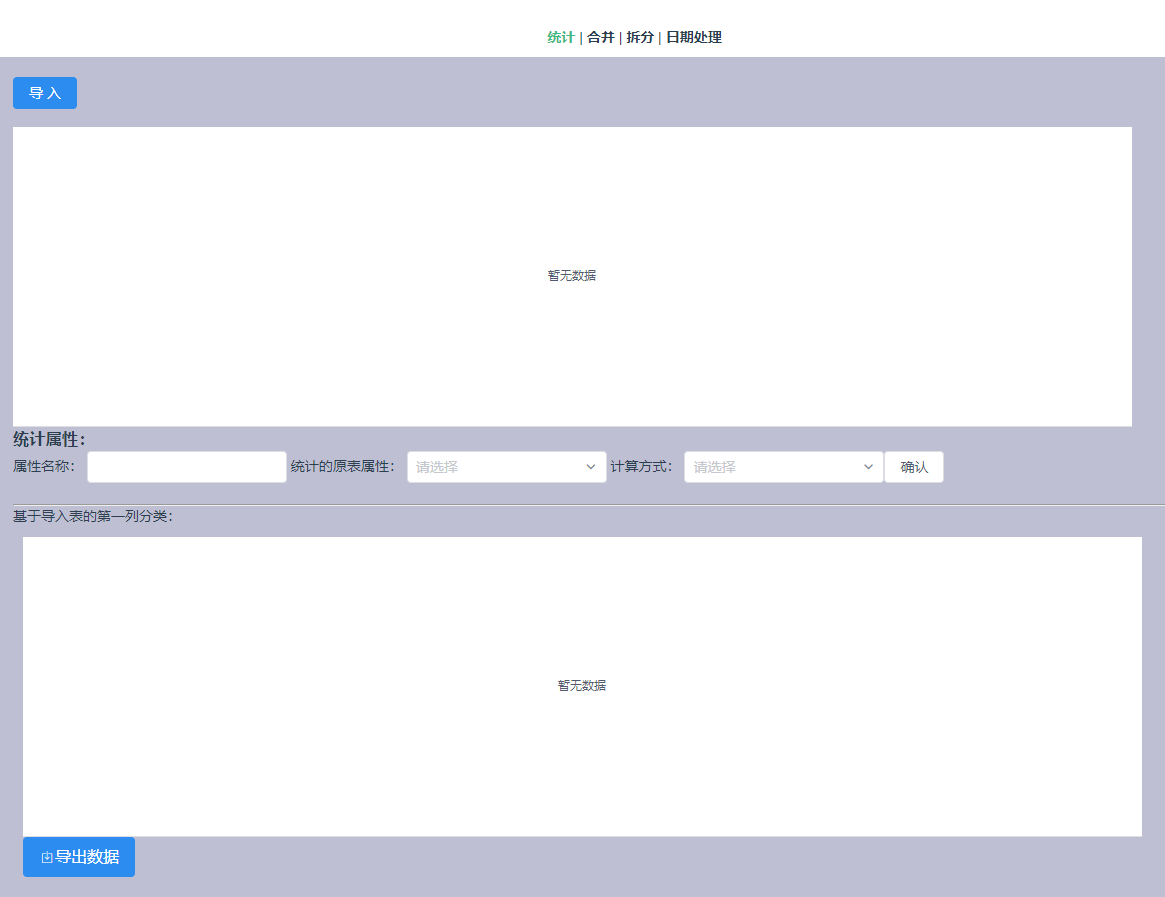 统计 | 合并 | 拆分 | 日期处理
导入
暂无数据
统计属性：
属性名称： 统计的原表属性： 请选择 计算方式： 请选择 确认
基于导入表的第一列分类：
暂无数据
导出数据